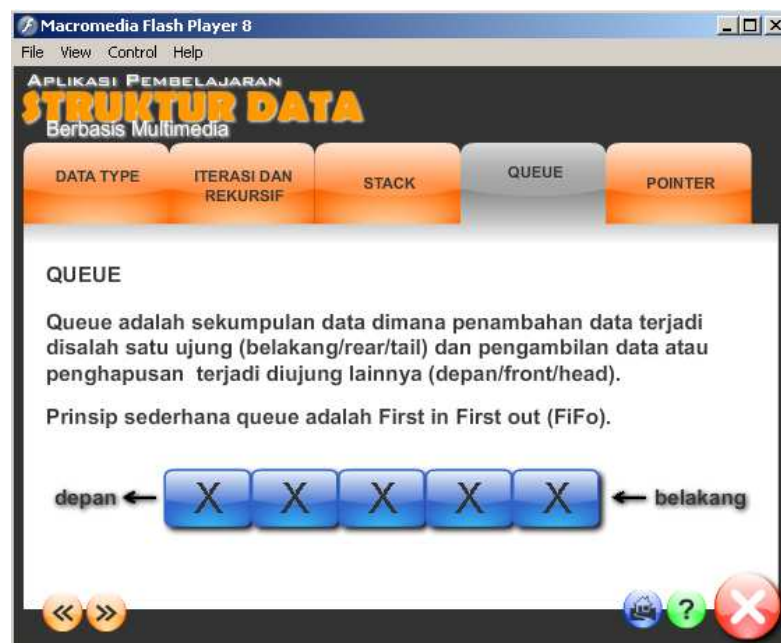 Macromedia Flash Player 8
File View Control Help
APLIKASI PEMBELAJARAN
STRUKTUR DATA
Berbasis Multimedia
DATA TYPE
ITERASI DAN
REKURSIF
STACK
QUEUE
POINTER
QUEUE
Queue adalah sekumpulan data dimana penambahan data terjadi
disalah satu ujung (belakang/rear/tail) dan pengambilan data atau
penghapusan terjadi diujung lainnya (depan/front/head).
Prinsip sederhana queue adalah First in First out (FiFo).
depan ← X X X X X ← belakang